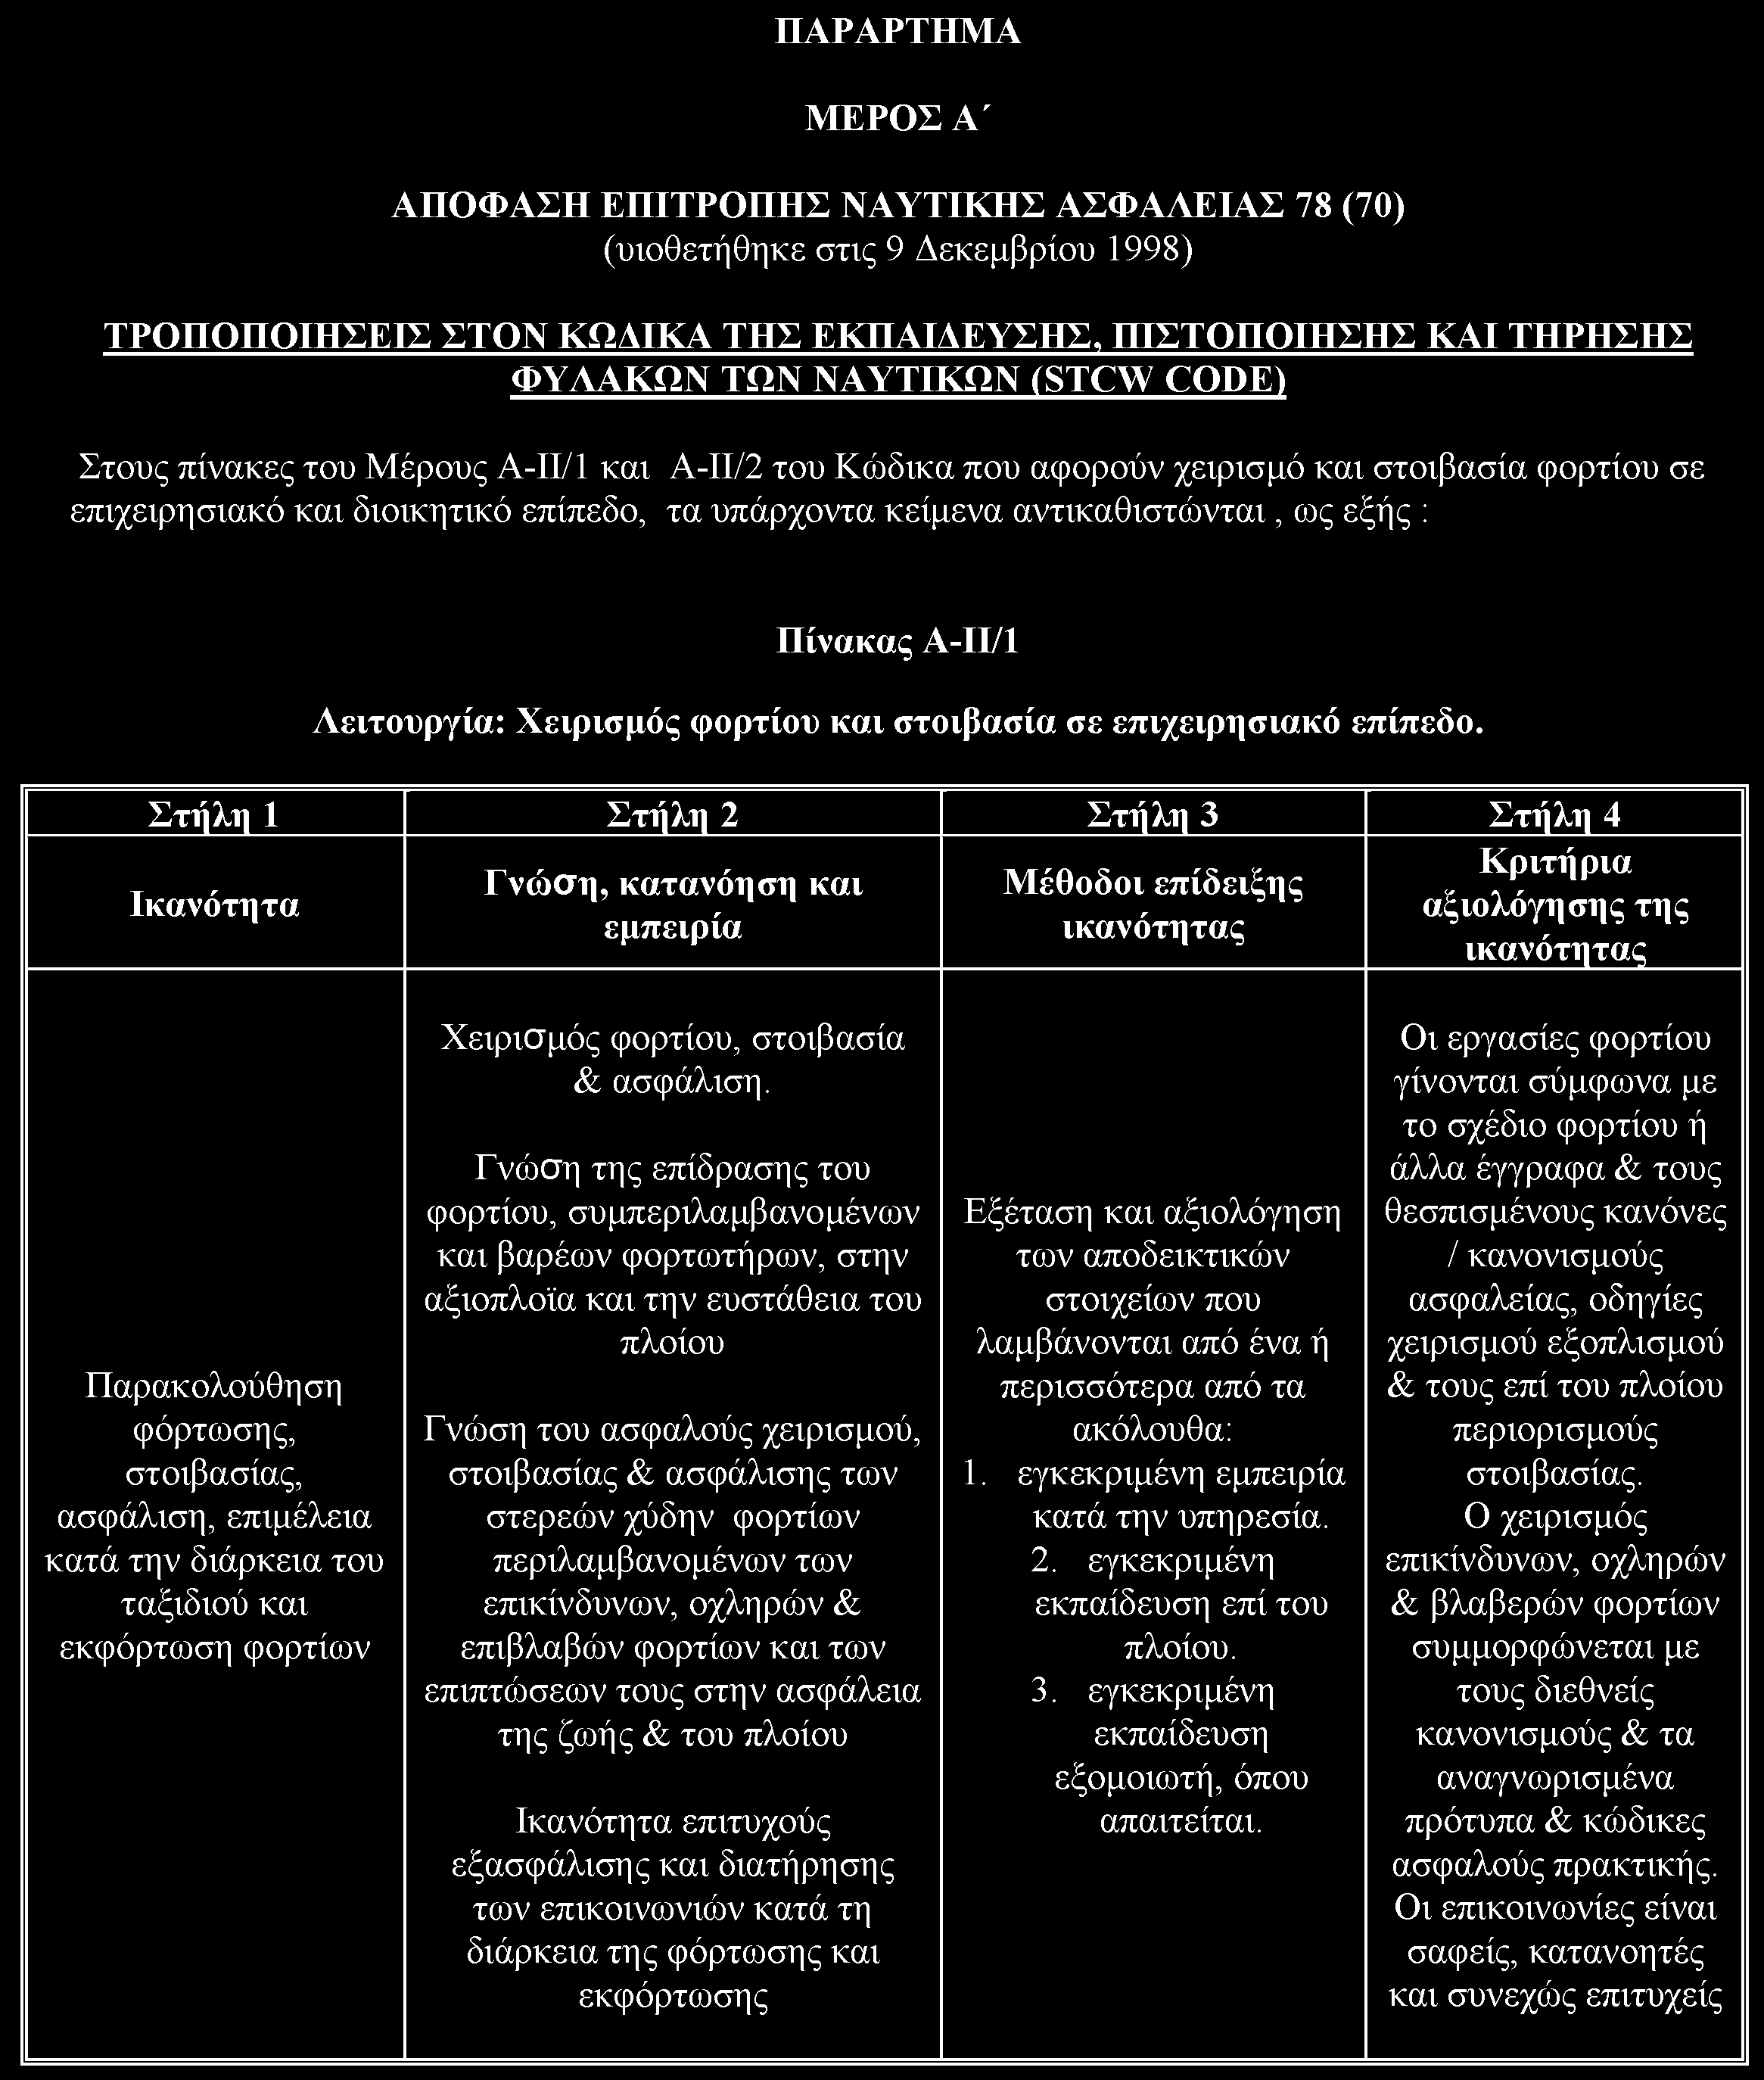 ΠΑΡΑΡΤΗΜΑ
ΜΕΡΟΣ Α΄
ΑΠΟΦΑΣΗ ΕΠΙΤΡΟΠΗΣ ΝΑΥΤΙΚΗΣ ΑΣΦΑΛΕΙΑΣ 78 (70)
(υιοθετήθηκε στις 9 Δεκεμβρίου 1998)
ΤΡΟΠΟΠΟΙΗΣΕΙΣ ΣΤΟΝ ΚΩΔΙΚΑ ΤΗΣ ΕΚΠΑΙΔΕΥΣΗΣ, ΠΙΣΤΟΠΟΙΗΣΗΣ ΚΑΙ ΤΗΡΗΣΗΣ
ΦΥΛΑΚΩΝ ΤΩΝ ΝΑΥΤΙΚΩΝ (STCW CODE)
Στους πίνακες του Μέρους Α-ΙΙ/1 και Α-ΙΙ/2 του Κώδικα που αφορούν χειρισμό και στοιβασία φορτίου σε
επιχειρησιακό και διοικητικό επίπεδο, τα υπάρχοντα κείμενα αντικαθιστώνται , ως εξής :
Πίνακας Α-ΙΙ/1
Λειτουργία: Χειρισμός φορτίου και στοιβασία σε επιχειρησιακό επίπεδο.
Στήλη 1
Στήλη 2
Στήλη 3
Στήλη 4
Ικανότητα
Γνώση, κατανόηση και
εμπειρία
Μέθοδοι επίδειξης
ικανότητας
Κριτήρια
αξιολόγησης της
ικανότητας
Παρακολούθηση
φόρτωσης,
στοιβασίας,
ασφάλιση, επιμέλεια
κατά την διάρκεια του
ταξιδιού και
εκφόρτωση φορτίων
Χειρισμός φορτίου, στοιβασία
& ασφάλιση.
Γνώση της επίδρασης του
φορτίου, συμπεριλαμβανομένων
και βαρέων φορτωτήρων, στην
αξιοπλοϊα και την ευστάθεια του
πλοίου
Γνώση του ασφαλούς χειρισμού,
στοιβασίας & ασφάλισης των
στερεών χύδην φορτίων
περιλαμβανομένων των
επικίνδυνων, οχληρών &
επιβλαβών φορτίων και των
επιπτώσεων τους στην ασφάλεια
της ζωής & του πλοίου
Ικανότητα επιτυχούς
εξασφάλισης και διατήρησης
των επικοινωνιών κατά τη
διάρκεια της φόρτωσης και
εκφόρτωσης
Εξέταση και αξιολόγηση
των αποδεικτικών
στοιχείων που
λαμβάνονται από ένα ή
περισσότερα από τα
ακόλουθα:
1. εγκεκριμένη εμπειρία
κατά την υπηρεσία.
2. εγκεκριμένη
εκπαίδευση επί του
πλοίου.
3. εγκεκριμένη
εκπαίδευση
εξομοιωτή, όπου
απαιτείται.
Οι εργασίες φορτίου
γίνονται σύμφωνα με
το σχέδιο φορτίου ή
άλλα έγγραφα & τους
θεσπισμένους κανόνες
/ κανονισμούς
ασφαλείας, οδηγίες
χειρισμού εξοπλισμού
& τους επί του πλοίου
περιορισμούς
στοιβασίας.
Ο χειρισμός
επικίνδυνων, οχληρών
& βλαβερών φορτίων
συμμορφώνεται με
τους διεθνείς
κανονισμούς & τα
αναγνωρισμένα
πρότυπα & κώδικες
ασφαλούς πρακτικής.
Οι επικοινωνίες είναι
σαφείς, κατανοητές
και συνεχώς επιτυχείς